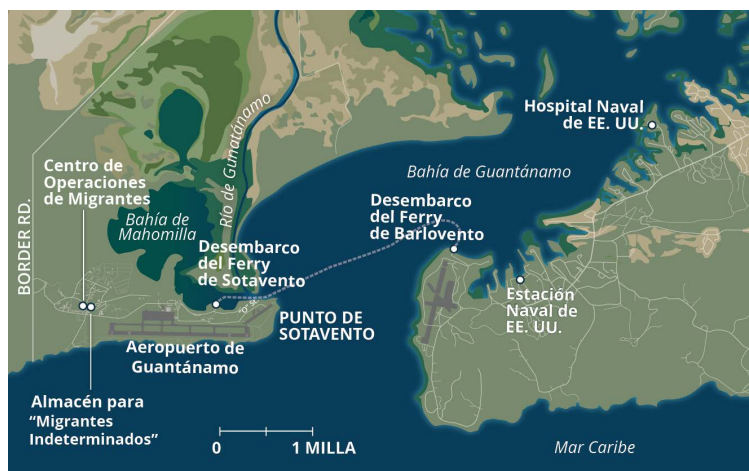 Hospital Naval
de EE. UU.
Centro de
Operaciones
de Migrantes
Río de Gunatánamo
Bahía de Guantánamo
BORDER RD.
Bahía de
Mahomilla
Desembarco
del Ferry
de Barlovento
Desembarco
del Ferry
de Sotavento
Estación
Naval de
EE. UU.
PUNTO DE
SOTAVENTO
Aeropuerto de
Guantánamo
Almacén para
“Migrantes
Indeterminados”
0 1 MILLA
Mar Caribe